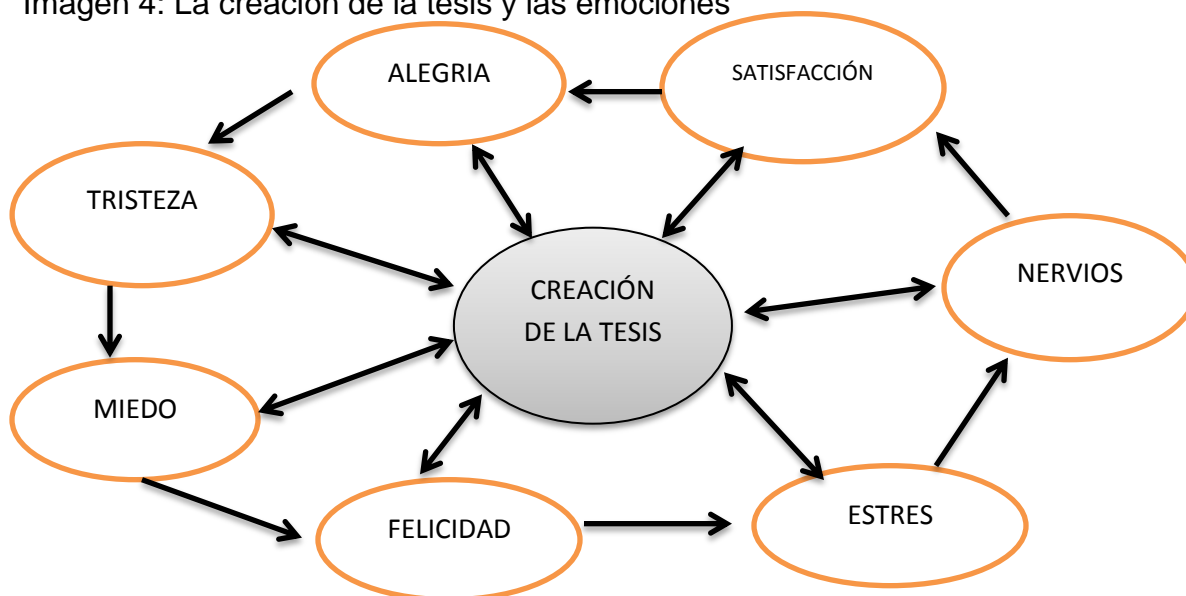 Imagen 4: La creación de la tesis y las emociones
ALEGRIA
SATISFACCIÓN
TRISTEZA
NERVIOS
CREACIÓN
DE LA TESIS
MIEDO
FELICIDAD
ESTRES